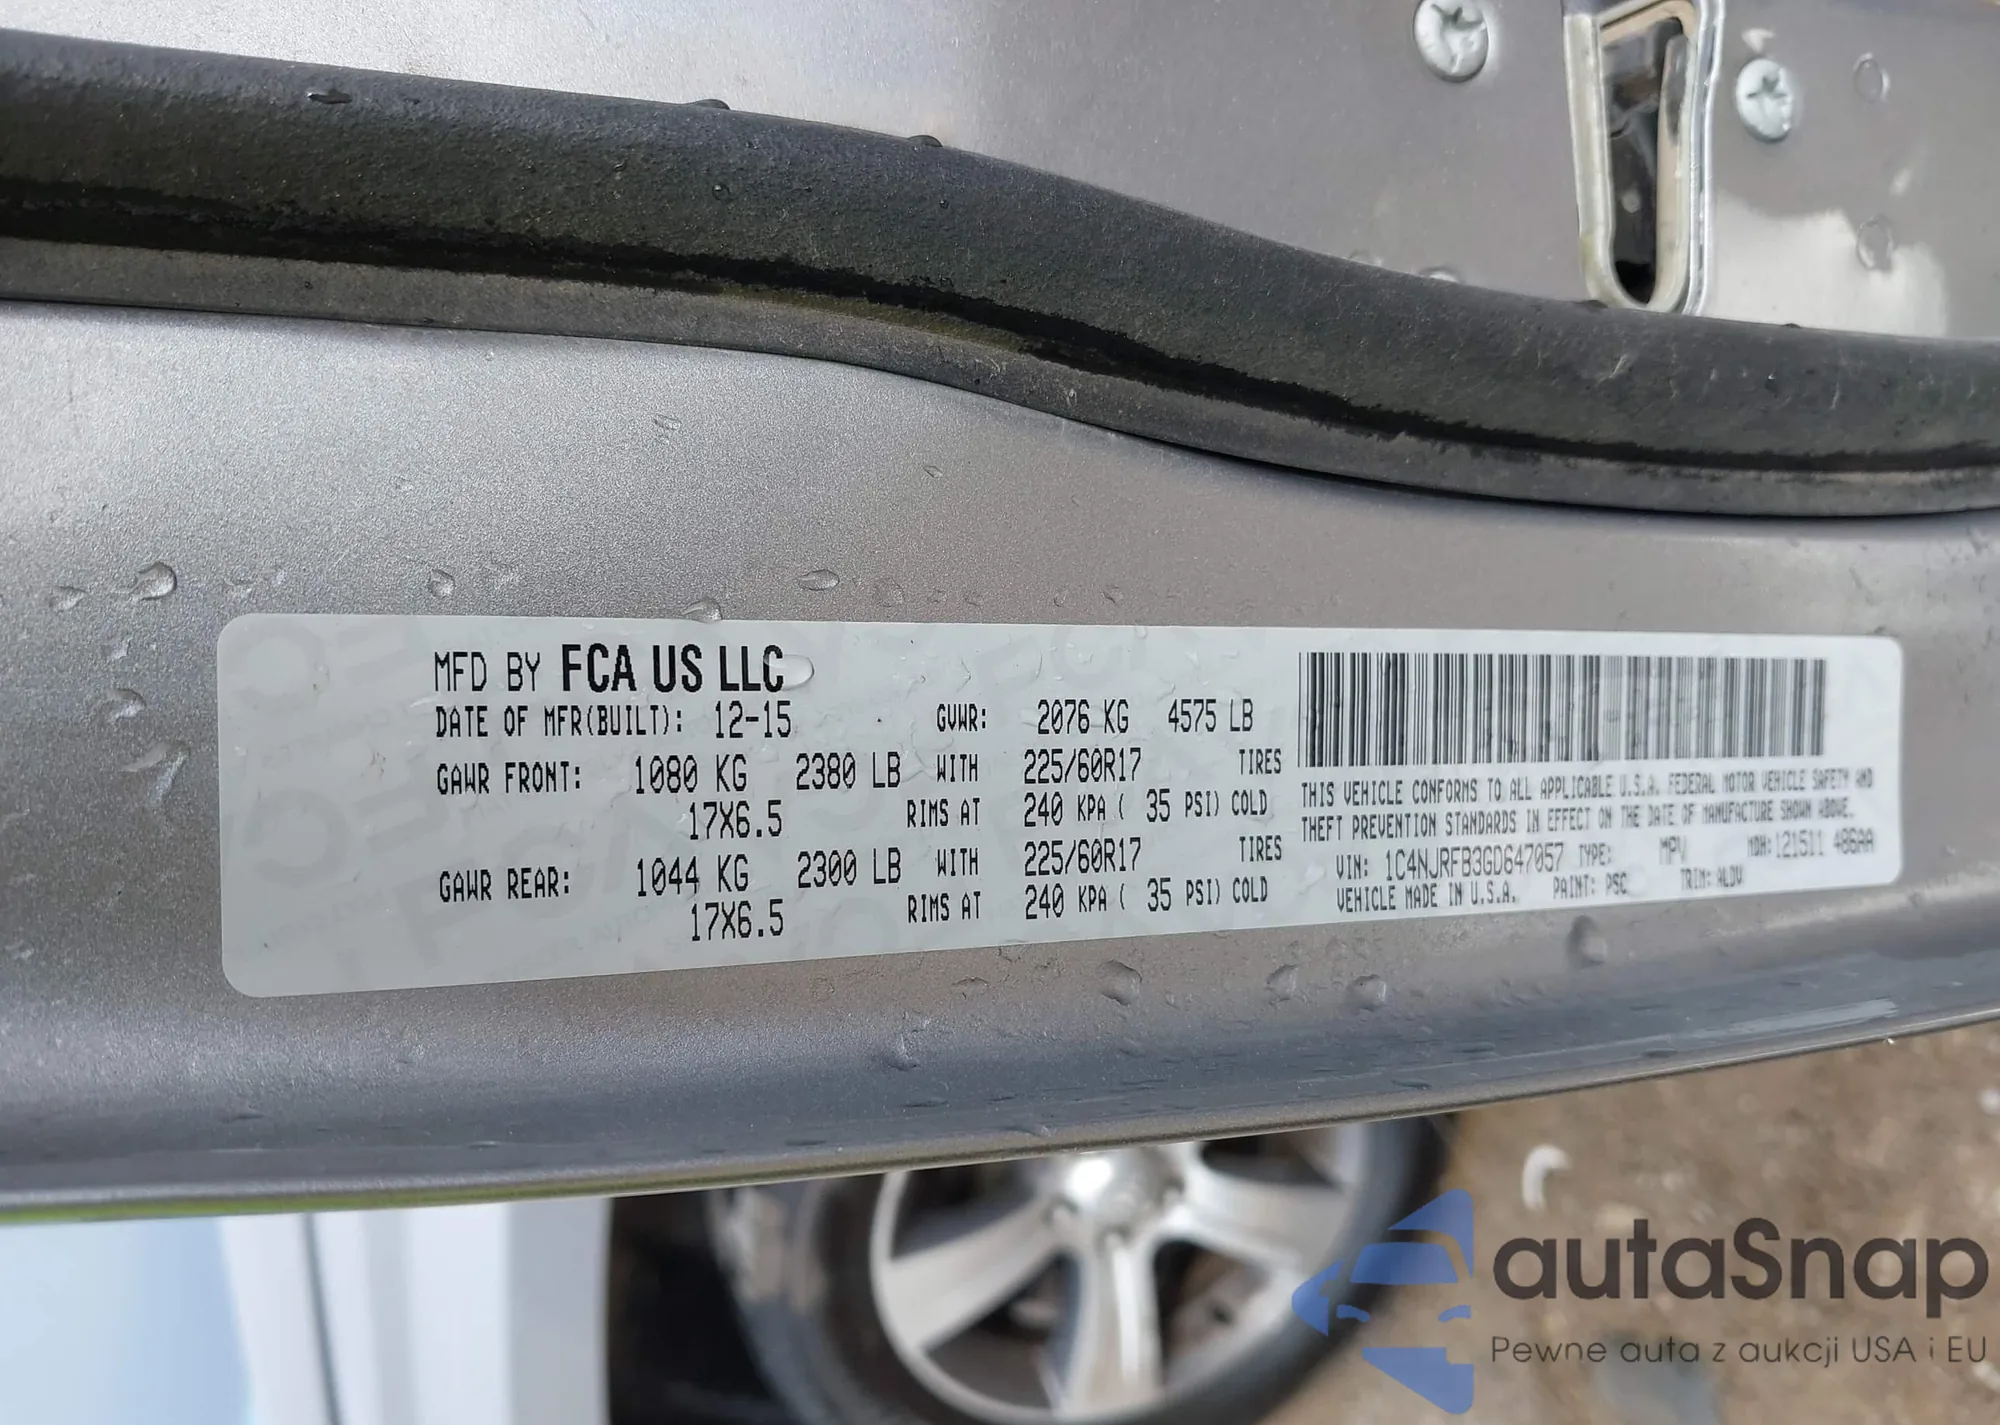 MFD BY FCA US LLC
DATE OF MFR(BUILT): 12-15 GVWR: 2076 KG 4575 LB
GAWR FRONT: 1080 KG 2380 LB WITH 225/60R17 TIRES
17X6.5 RIMS AT 240 KPA ( 35 PSI) COLD
GAWR REAR: 1044 KG 2300 LB WITH 225/60R17 TIRES
17X6.5 RIMS AT 240 KPA ( 35 PSI) COLD
THIS VEHICLE CONFORMS TO ALL APPLICABLE U.S.A. FEDERAL MOTOR VEHICLE SAFETY AND
THEFT PREVENTION STANDARDS IN EFFECT ON THE DATE OF MANUFACTURE SHOWN ABOVE.
VIN: 1C4NJRFB3GD647057 TYPE: MPV MDH: 121511 486AA
VEHICLE MADE IN U.S.A. PAINT: PSC TRIM: ALDV
autaSnap
Pewne auta z aukcji USA i EU